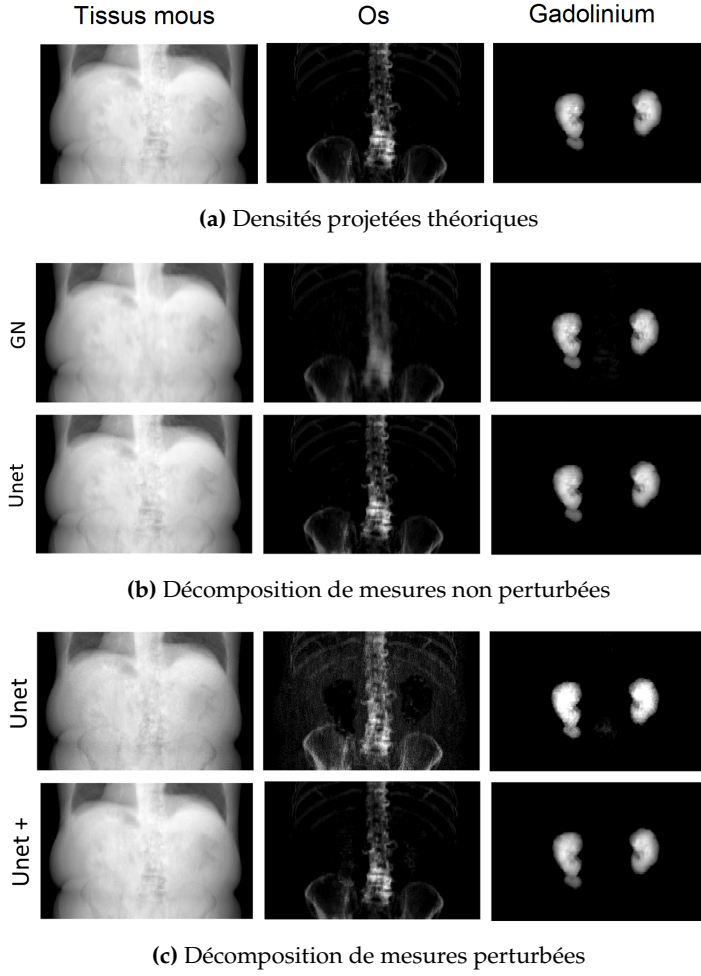 Tissus mous Os Gadolinium
(a) Densités projetées théoriques
GN
Unet
(b) Décomposition de mesures non perturbées
Unet
Unet +
(c) Décomposition de mesures perturbées